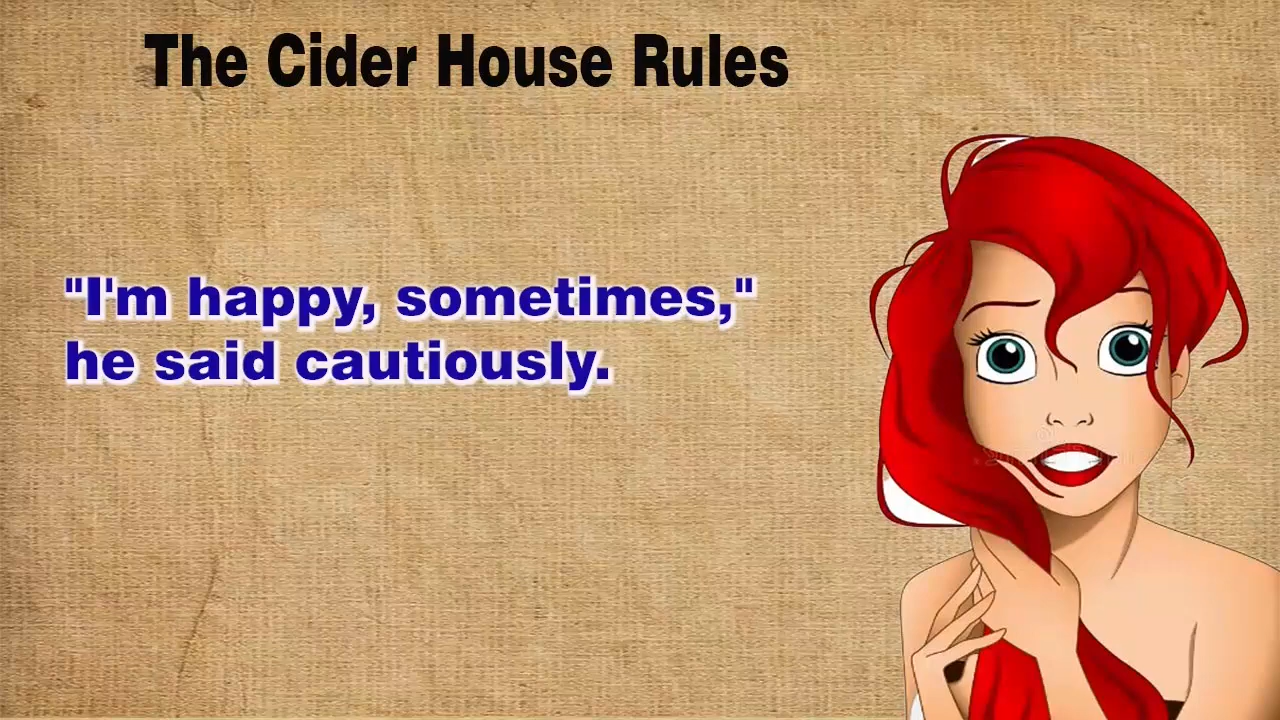 The Cider House Rules
"I'm happy, sometimes,"
he said cautiously.